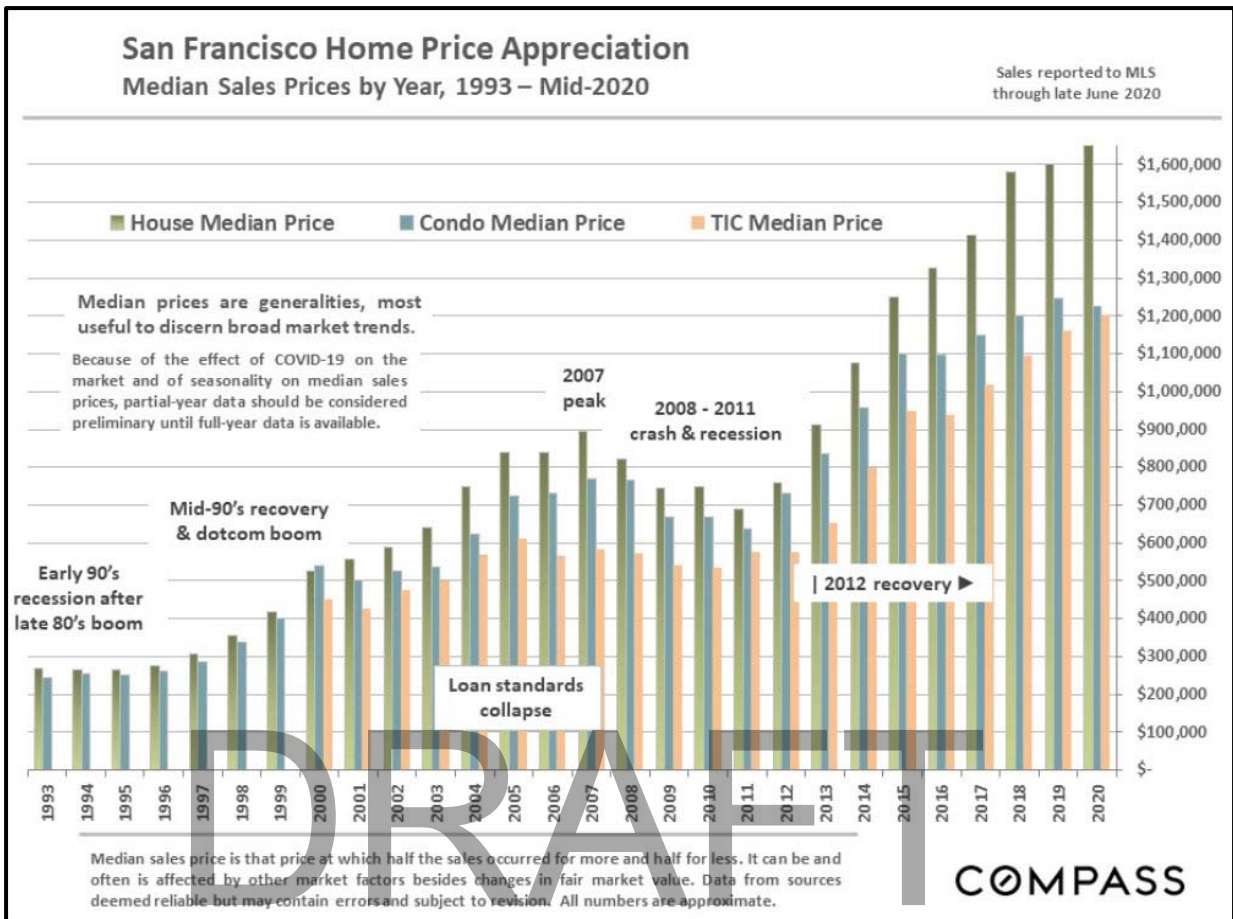 San Francisco Home Price Appreciation
Median Sales Prices by Year, 1993 – Mid-2020
Sales reported to MLS
through late June 2020
House Median Price
Condo Median Price
TIC Median Price
Median prices are generalities, most
useful to discern broad market trends.
Because of the effect of COVID-19 on the
market and of seasonality on median sales
prices, partial-year data should be considered
preliminary until full-year data is available.
2007
peak
2008 - 2011
crash & recession
Mid-90's recovery
& dotcom boom
Early 90's
recession after
late 80's boom
| 2012 recovery ►
Loan standards
collapse
$1,600,000
$1,500,000
$1,400,000
$1,300,000
$1,200,000
$1,100,000
$1,000,000
$900,000
$800,000
$700,000
$600,000
$500,000
$400,000
$300,000
$200,000
$100,000
$-
1993
1994
1995
1996
1997
1998
1999
2000
2001
2002
2003
2004
2005
2006
2007
2008
2009
2010
2011
2012
2013
2014
2015
2016
2017
2018
2019
2020
DRAFT
Median sales price is that price at which half the sales occurred for more and half for less. It can be and
often is affected by other market factors besides changes in fair market value. Data from sources
deemed reliable but may contain errors and subject to revision. All numbers are approximate.
COMPASS